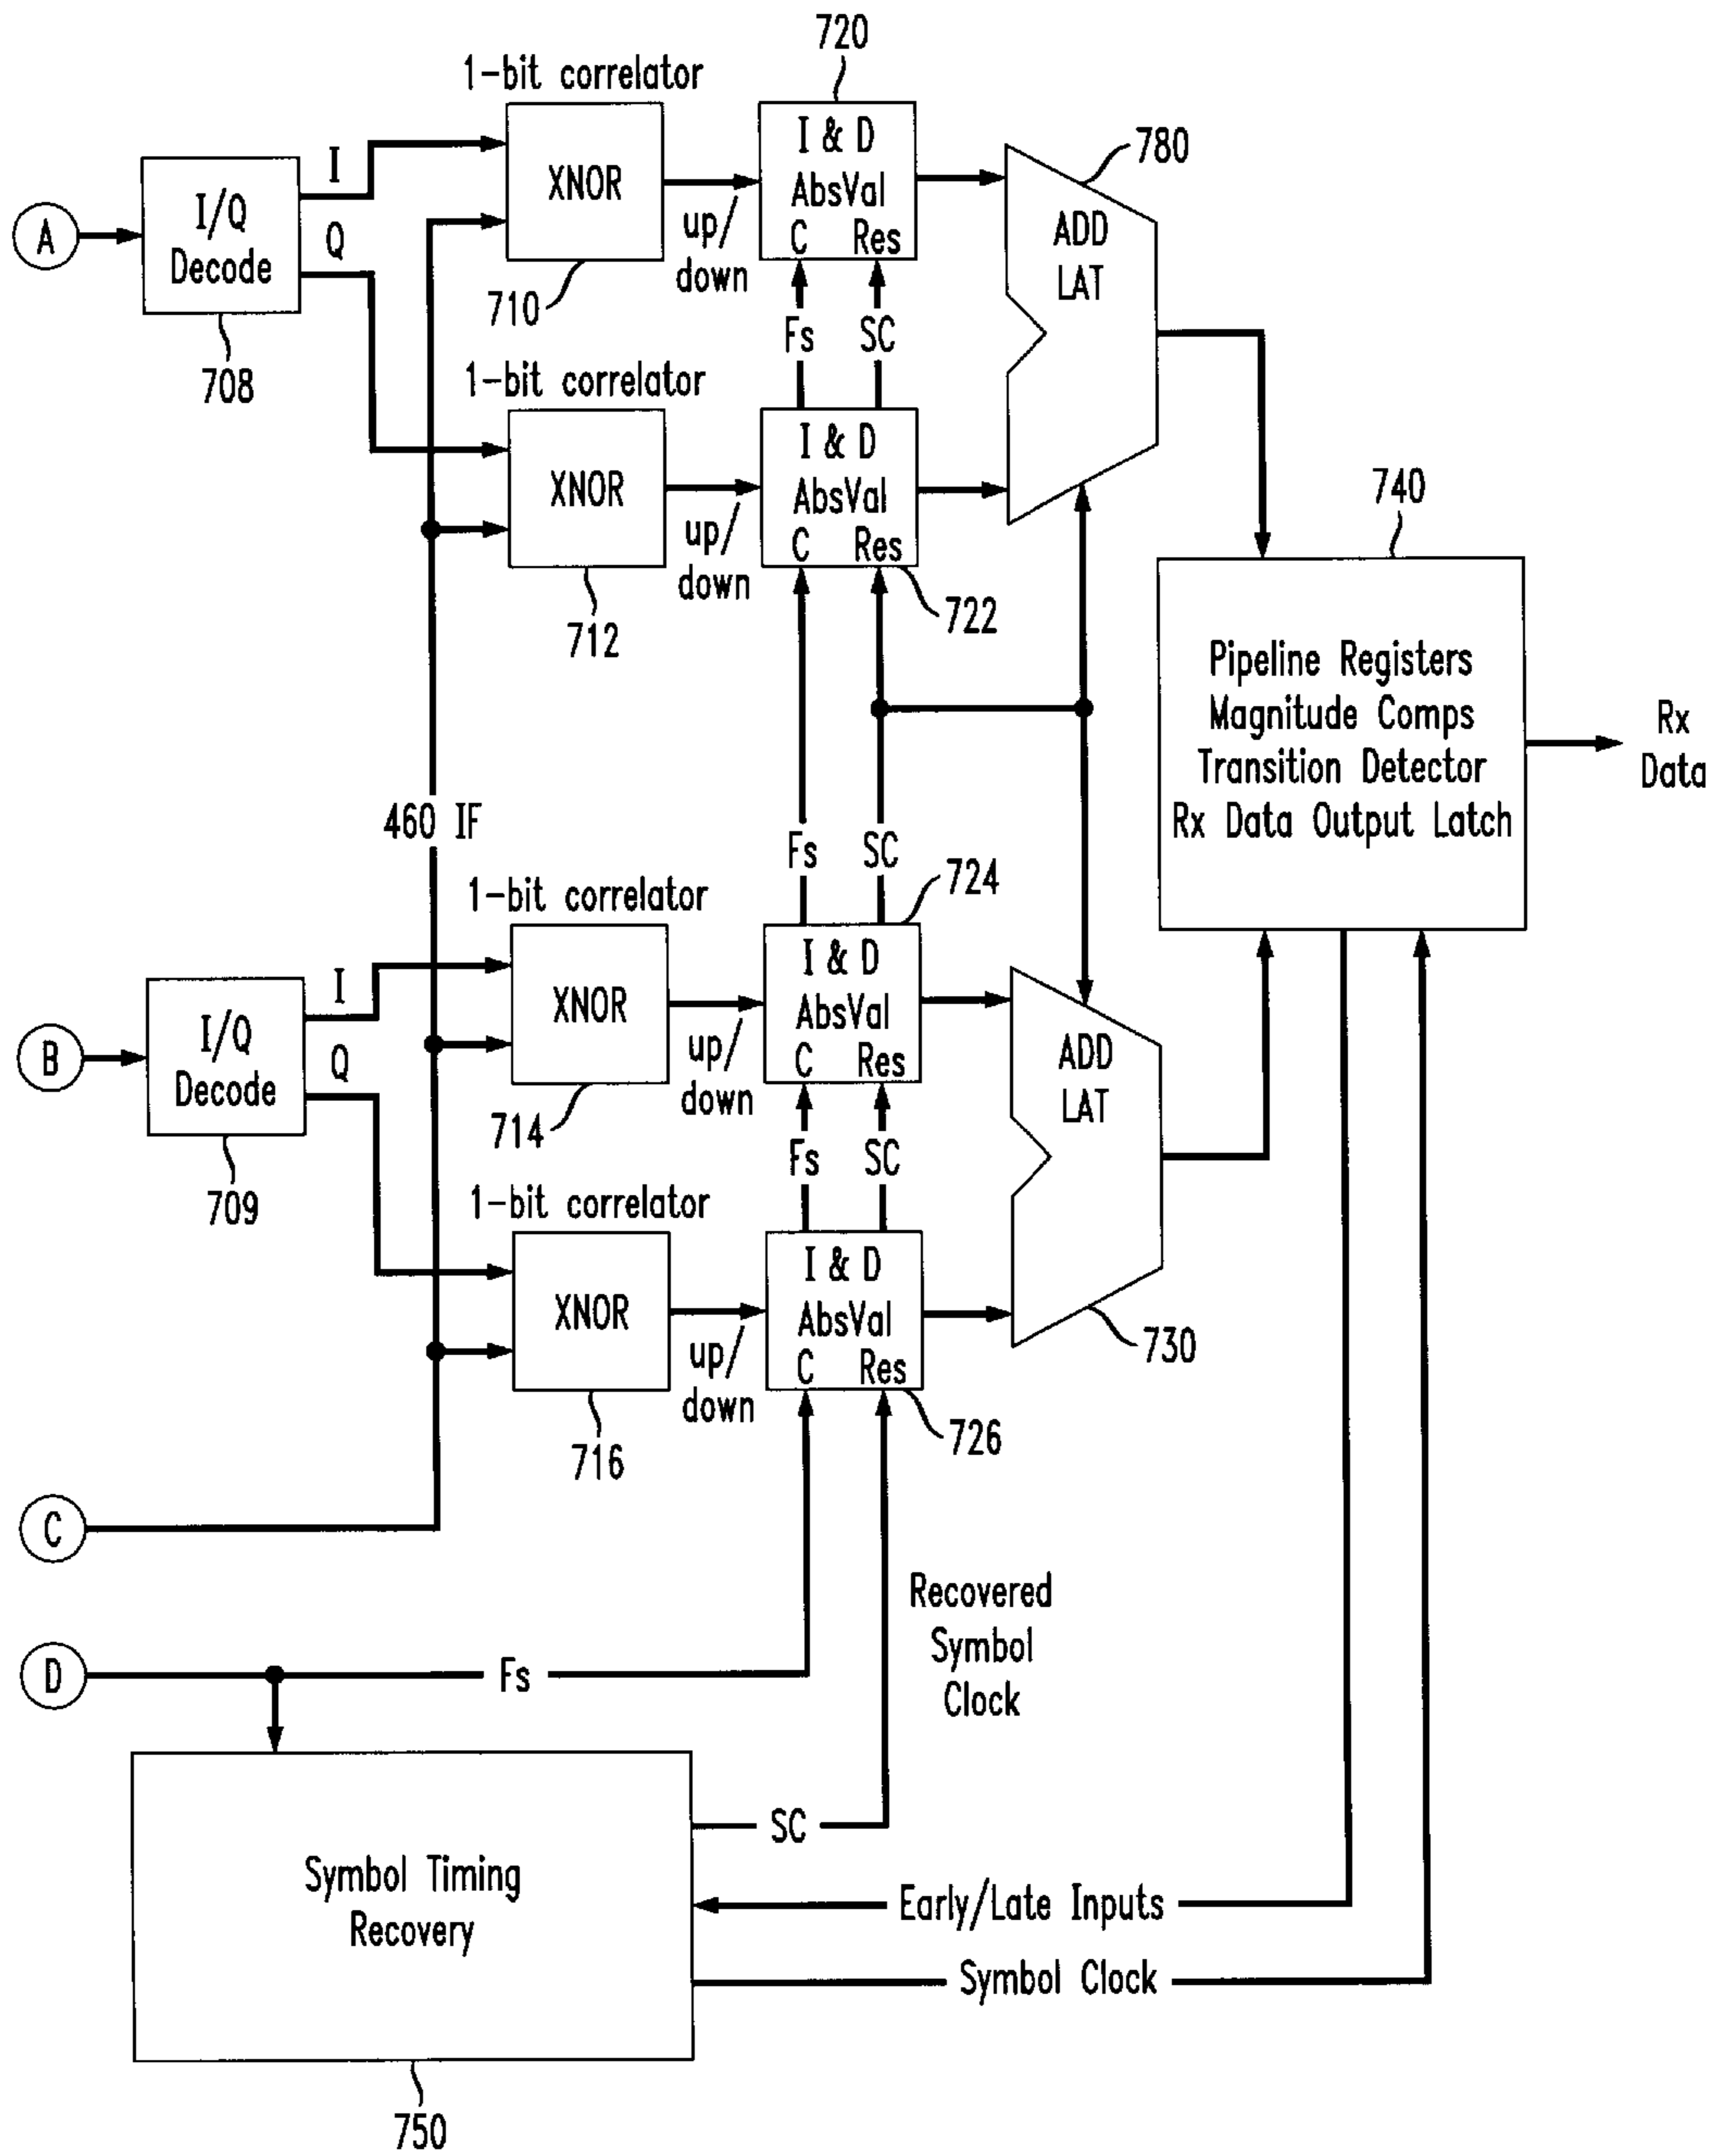 720
1-bit correlator
I & D
AbsVal
C Res
780
I
XNOR
ADD
LAT
A
I/Q
Decode
Q
up/
down
710
Fs SC
708
1-bit correlator
I & D
AbsVal
C Res
XNOR
740
up/
down
712
722
Pipeline Registers
Magnitude Comps
Transition Detector
Rx Data Output Latch
Rx
Data
460 IF
Fs SC
724
1-bit correlator
I & D
AbsVal
C Res
I
XNOR
ADD
LAT
B
I/Q
Decode
Q
up/
down
714
Fs SC
709
1-bit correlator
I & D
AbsVal
C Res
XNOR
730
up/
down
716
726
C
Recovered
Symbol
Clock
D
Fs
SC
Symbol Timing
Recovery
Early/Late Inputs
Symbol Clock
750